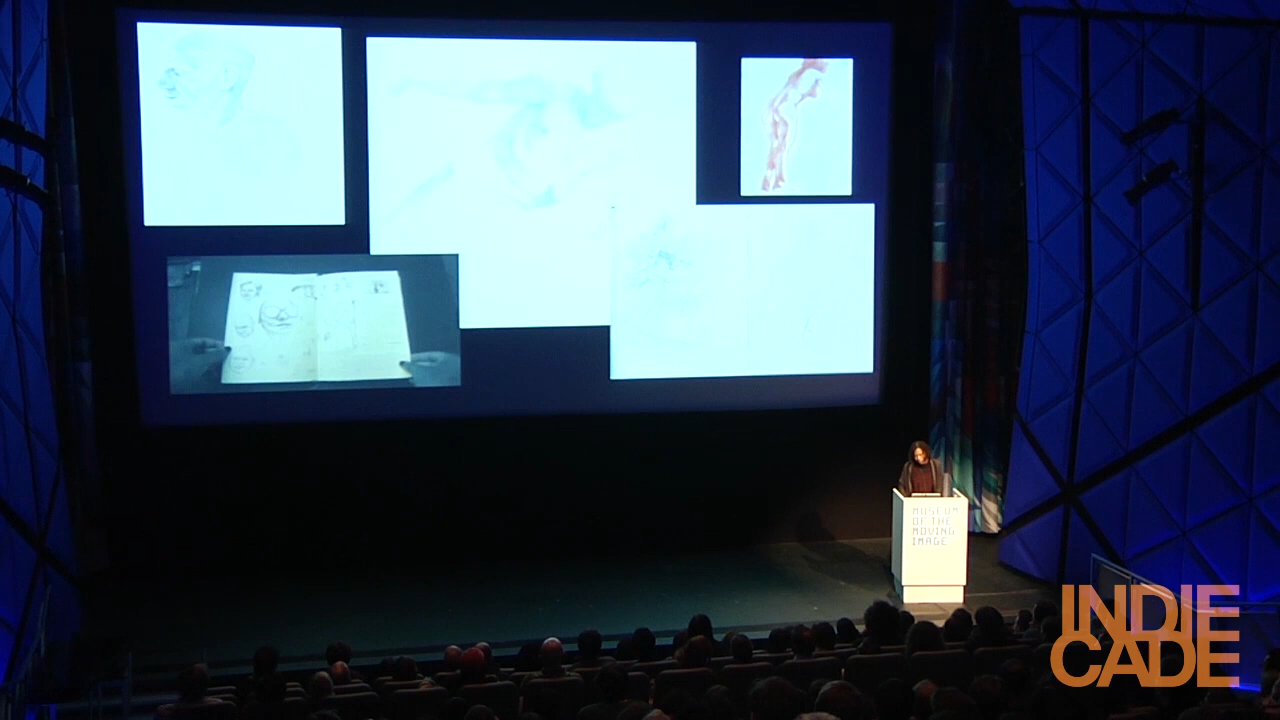 MUSEUM
OF THE
MOVING
IMAGE
INDIE
CADE